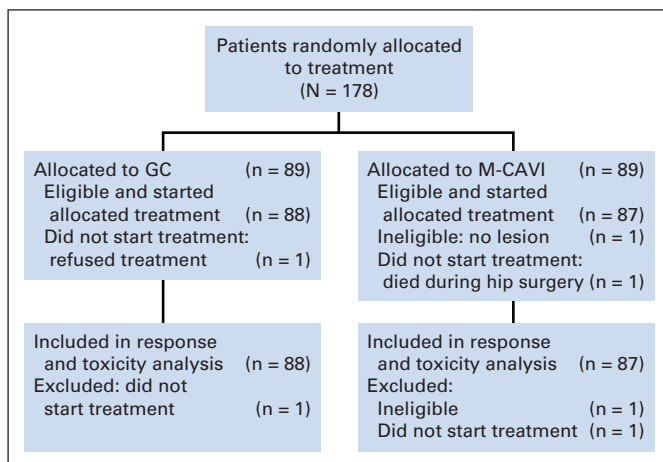 Patients randomly allocated
to treatment
(N = 178)
Allocated to GC (n = 89)
Eligible and started
allocated treatment (n = 88)
Did not start treatment:
refused treatment (n = 1)
Allocated to M-CAVI (n = 89)
Eligible and started
allocated treatment (n = 87)
Ineligible: no lesion (n = 1)
Did not start treatment:
died during hip surgery (n = 1)
Included in response
and toxicity analysis (n = 88)
Excluded: did not
start treatment (n = 1)
Included in response
and toxicity analysis (n = 87)
Excluded:
Ineligible (n = 1)
Did not start treatment (n = 1)